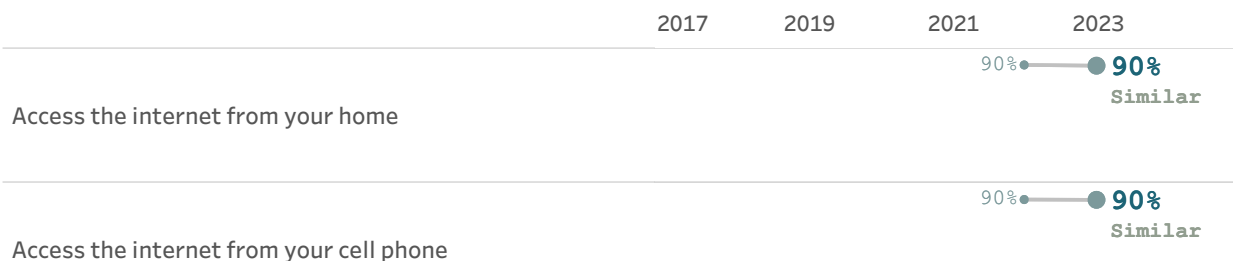 2017 2019 2021 2023
90% 90%
Similar
Access the internet from your home
90% 90%
Similar
Access the internet from your cell phone